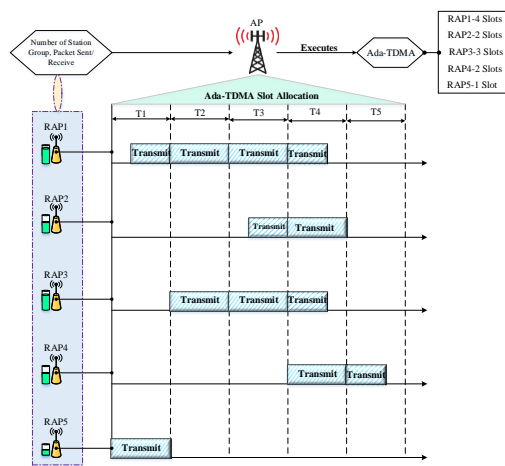 Number of Station
Group, Packet Sent/
Receive
AP
Executes
Ada-TDMA
RAP1-4 Slots
RAP2-2 Slots
RAP3-3 Slots
RAP4-2 Slots
RAP5-1 Slot
Ada-TDMA Slot Allocation
T1 T2 T3 T4 T5
RAP1
Transmit Transmit Transmit Transmit
RAP2
Transmit Transmit
RAP3
Transmit Transmit Transmit
RAP4
Transmit Transmit
RAP5
Transmit